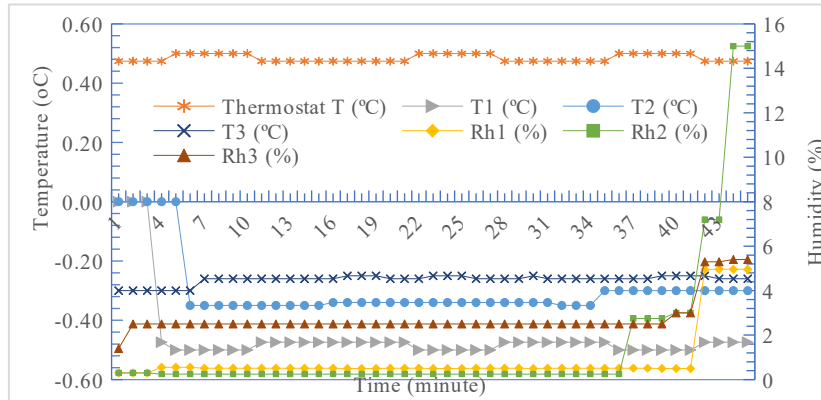 0.60
0.40
0.20
0.00
-0.20
-0.40
-0.60
Temperature (oC)
16
14
12
10
8
6
4
2
0
Humidity (%)
Thermostat T (ºC) T1 (ºC) T2 (ºC)
T3 (ºC) Rh1 (%) Rh2 (%)
Rh3 (%)
1 4 7 10 13 16 19 22 25 28 31 34 37 40 43
Time (minute)